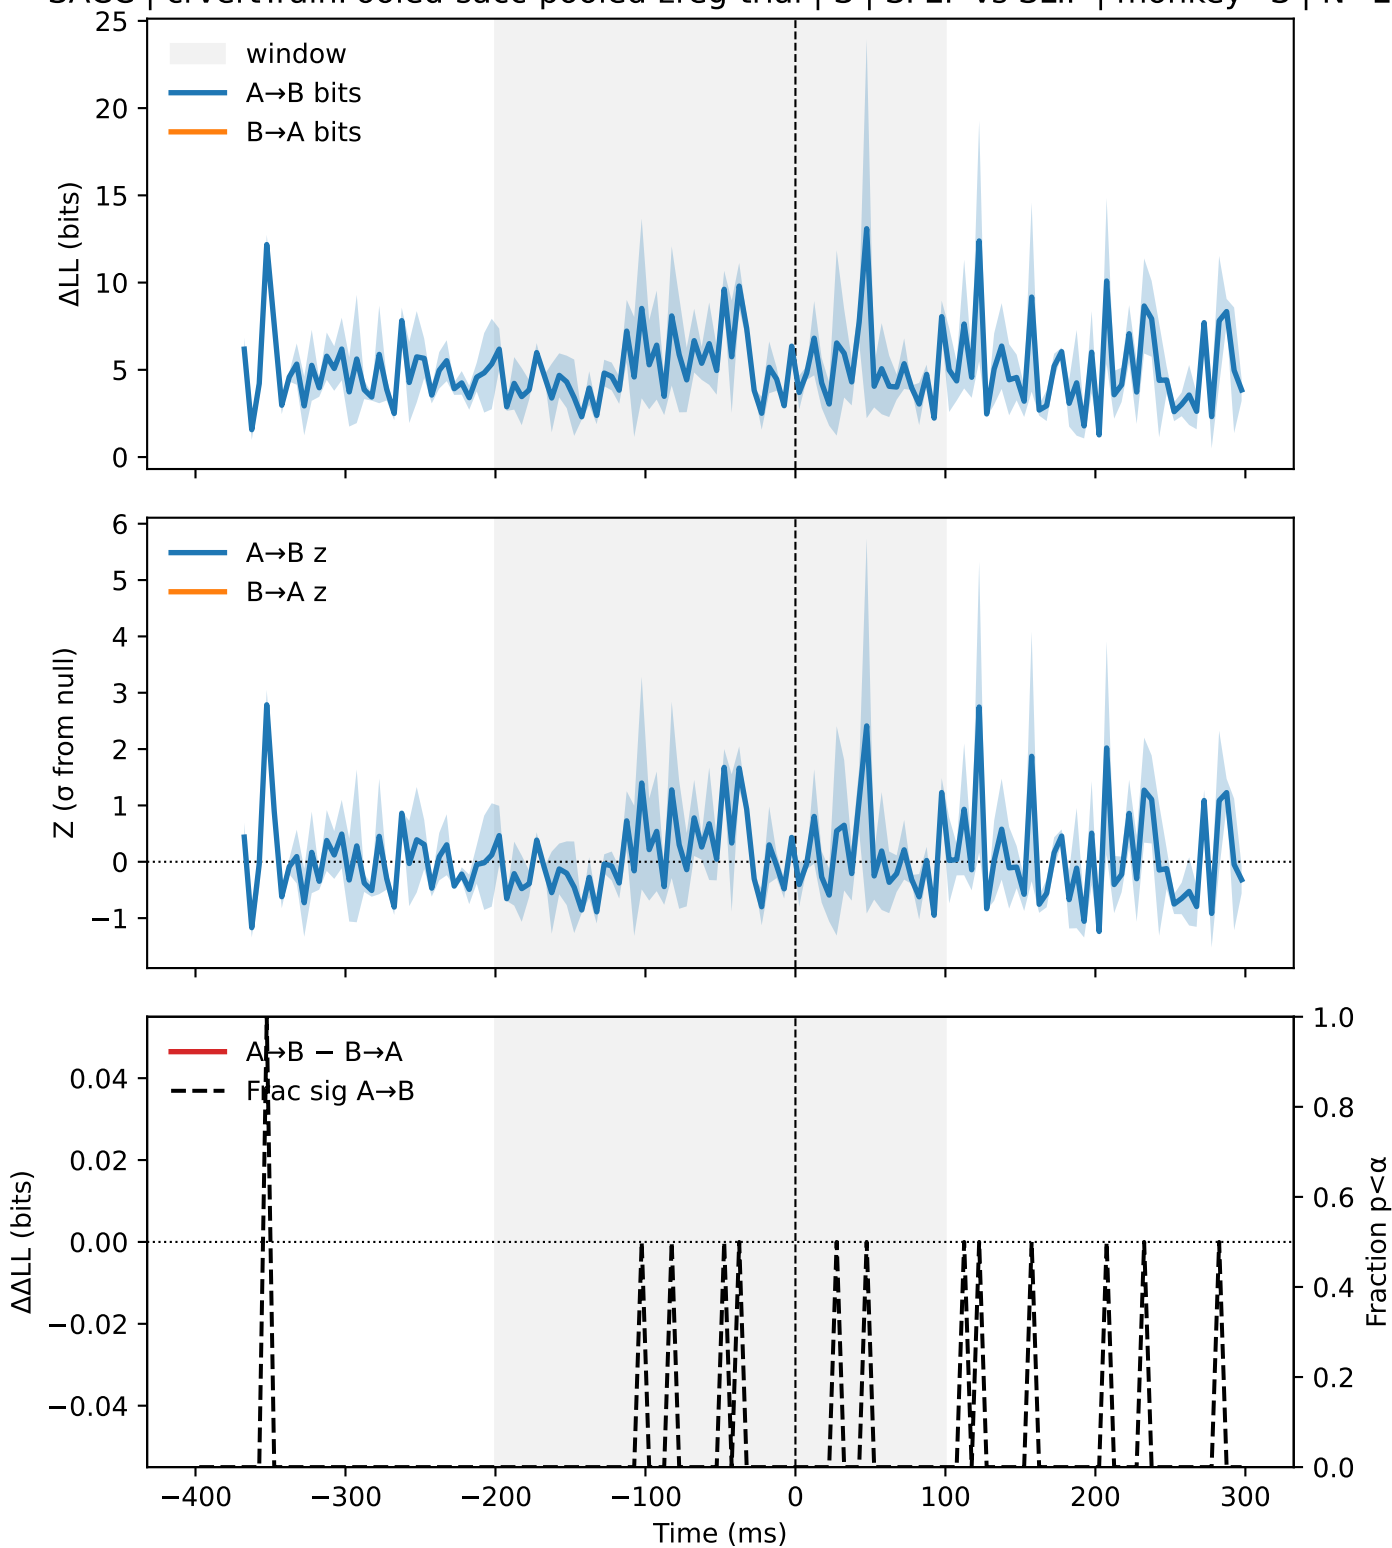 25
20
15
10
5
0
ΔLL (bits)
window
A→B bits
B→A bits
6
5
4
3
2
1
0
−1
Z (σ from null)
A→B z
B→A z
0.04
0.02
0.00
−0.02
−0.04
ΔΔLL (bits)
A→B − B→A
Frac sig A→B
1.0
0.8
0.6
0.4
0.2
0.0
Fraction p<α
−400 −300 −200 −100 0 100 200 300
Time (ms)